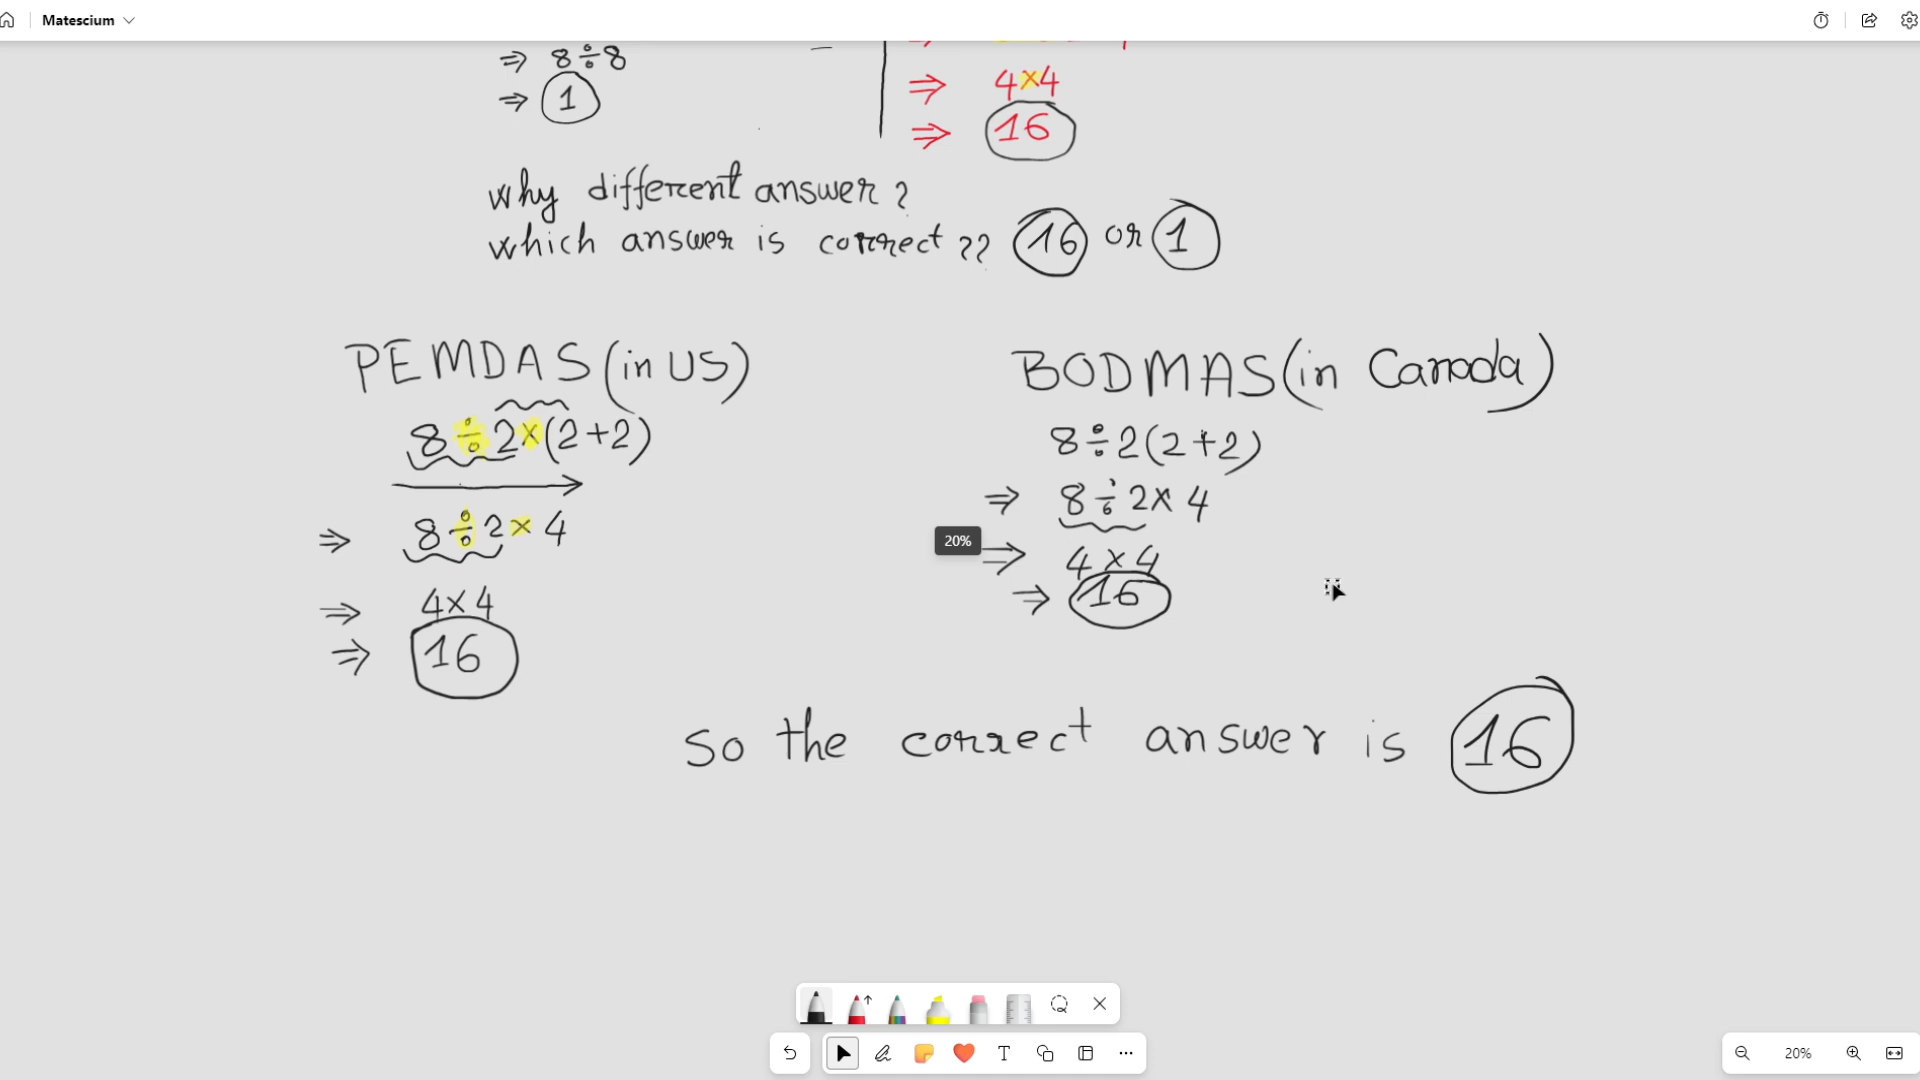 Matescium
⇒ 8÷8
⇒ 1
⇒ 4×4
⇒ 16
why different answer?
which answer is correct?? 16 or 1
PEMDAS (in US)
8÷2×(2+2)
⇒ 8÷2×4
⇒ 4×4
⇒ 16
BODMAS (in Canada)
8÷2(2+2)
⇒ 8÷2×4
⇒ 4×4
⇒ 16
20%
So the correct answer is 16
T
20%